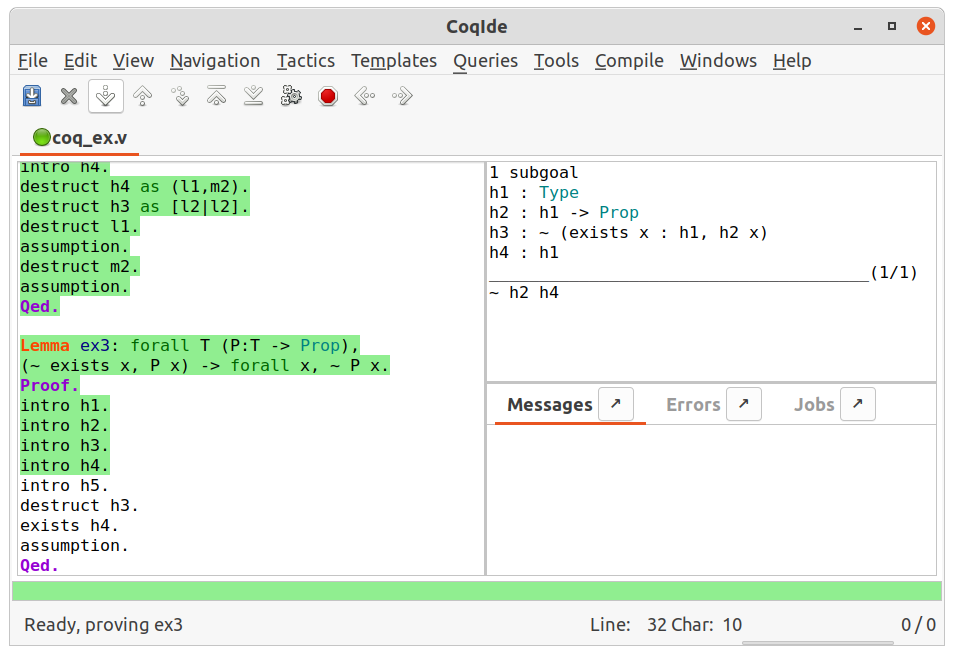 CoqIde
File Edit View Navigation Tactics Templates Queries Tools Compile Windows Help
coq_ex.v
intro h4.
destruct h4 as (l1,m2).
destruct h3 as [l2|l2].
destruct l1.
assumption.
destruct m2.
assumption.
Qed.
Lemma ex3: forall T (P:T -> Prop),
(~ exists x, P x) -> forall x, ~ P x.
Proof.
intro h1.
intro h2.
intro h3.
intro h4.
intro h5.
destruct h3.
exists h4.
assumption.
Qed.
1 subgoal
h1 : Type
h2 : h1 -> Prop
h3 : ~ (exists x : h1, h2 x)
h4 : h1
(1/1)
~ h2 h4
Messages Errors Jobs
Ready, proving ex3 Line: 32 Char: 10 0 / 0